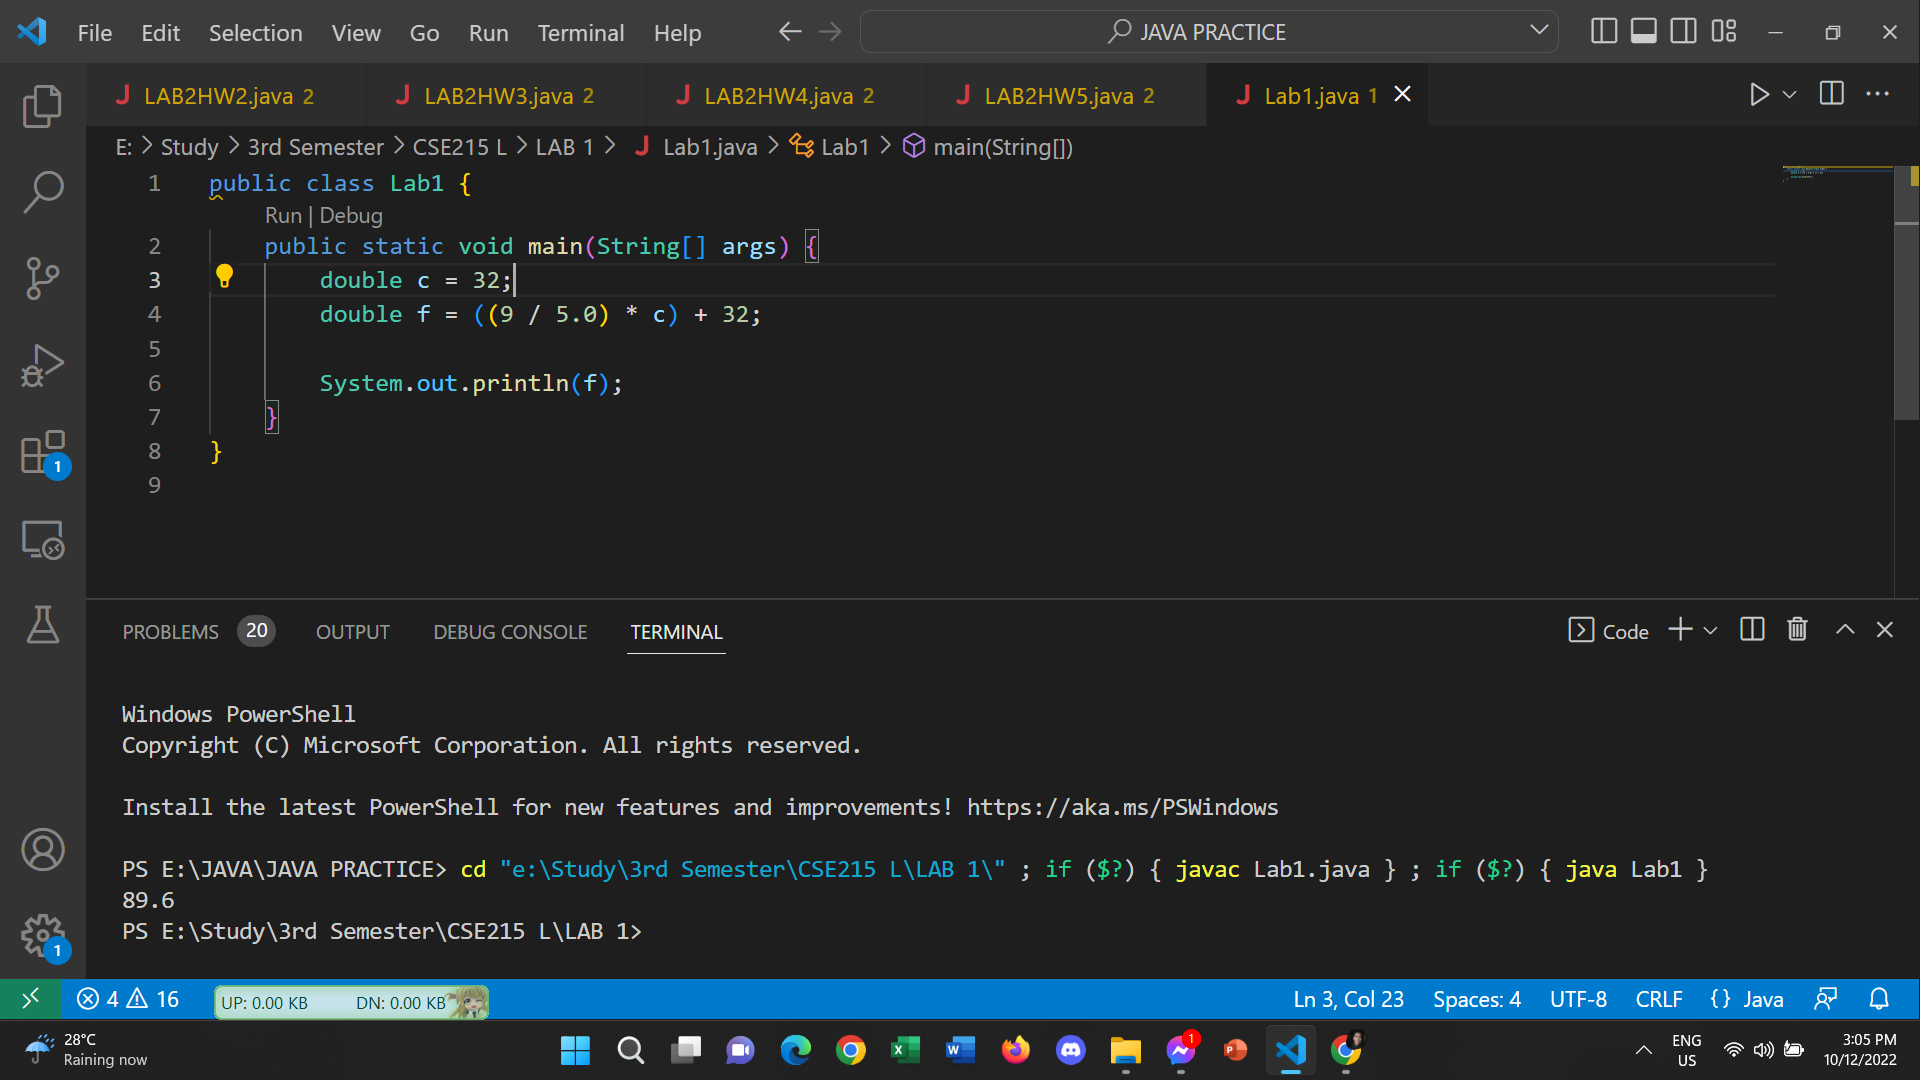 File Edit Selection View Go Run Terminal Help JAVA PRACTICE
LAB2HW2.java 2 LAB2HW3.java 2 LAB2HW4.java 2 LAB2HW5.java 2 Lab1.java 1
E: > Study > 3rd Semester > CSE215 L > LAB 1 > Lab1.java > Lab1 > main(String[])
1 public class Lab1 {
Run | Debug
2 public static void main(String[] args) {
3 double c = 32;
4 double f = ((9 / 5.0) * c) + 32;
5
6 System.out.println(f);
7 }
8 }
9
PROBLEMS 20 OUTPUT DEBUG CONSOLE TERMINAL Code
Windows PowerShell
Copyright (C) Microsoft Corporation. All rights reserved.
Install the latest PowerShell for new features and improvements! https://aka.ms/PSWindows
PS E:\JAVA\JAVA PRACTICE> cd "e:\Study\3rd Semester\CSE215 L\LAB 1\" ; if ($?) { javac Lab1.java } ; if ($?) { java Lab1 }
89.6
PS E:\Study\3rd Semester\CSE215 L\LAB 1>
1
1
4 16 UP: 0.00 KB DN: 0.00 KB Ln 3, Col 23 Spaces: 4 UTF-8 CRLF {} Java
28°C
Raining now
1
ENG
US
3:05 PM
10/12/2022